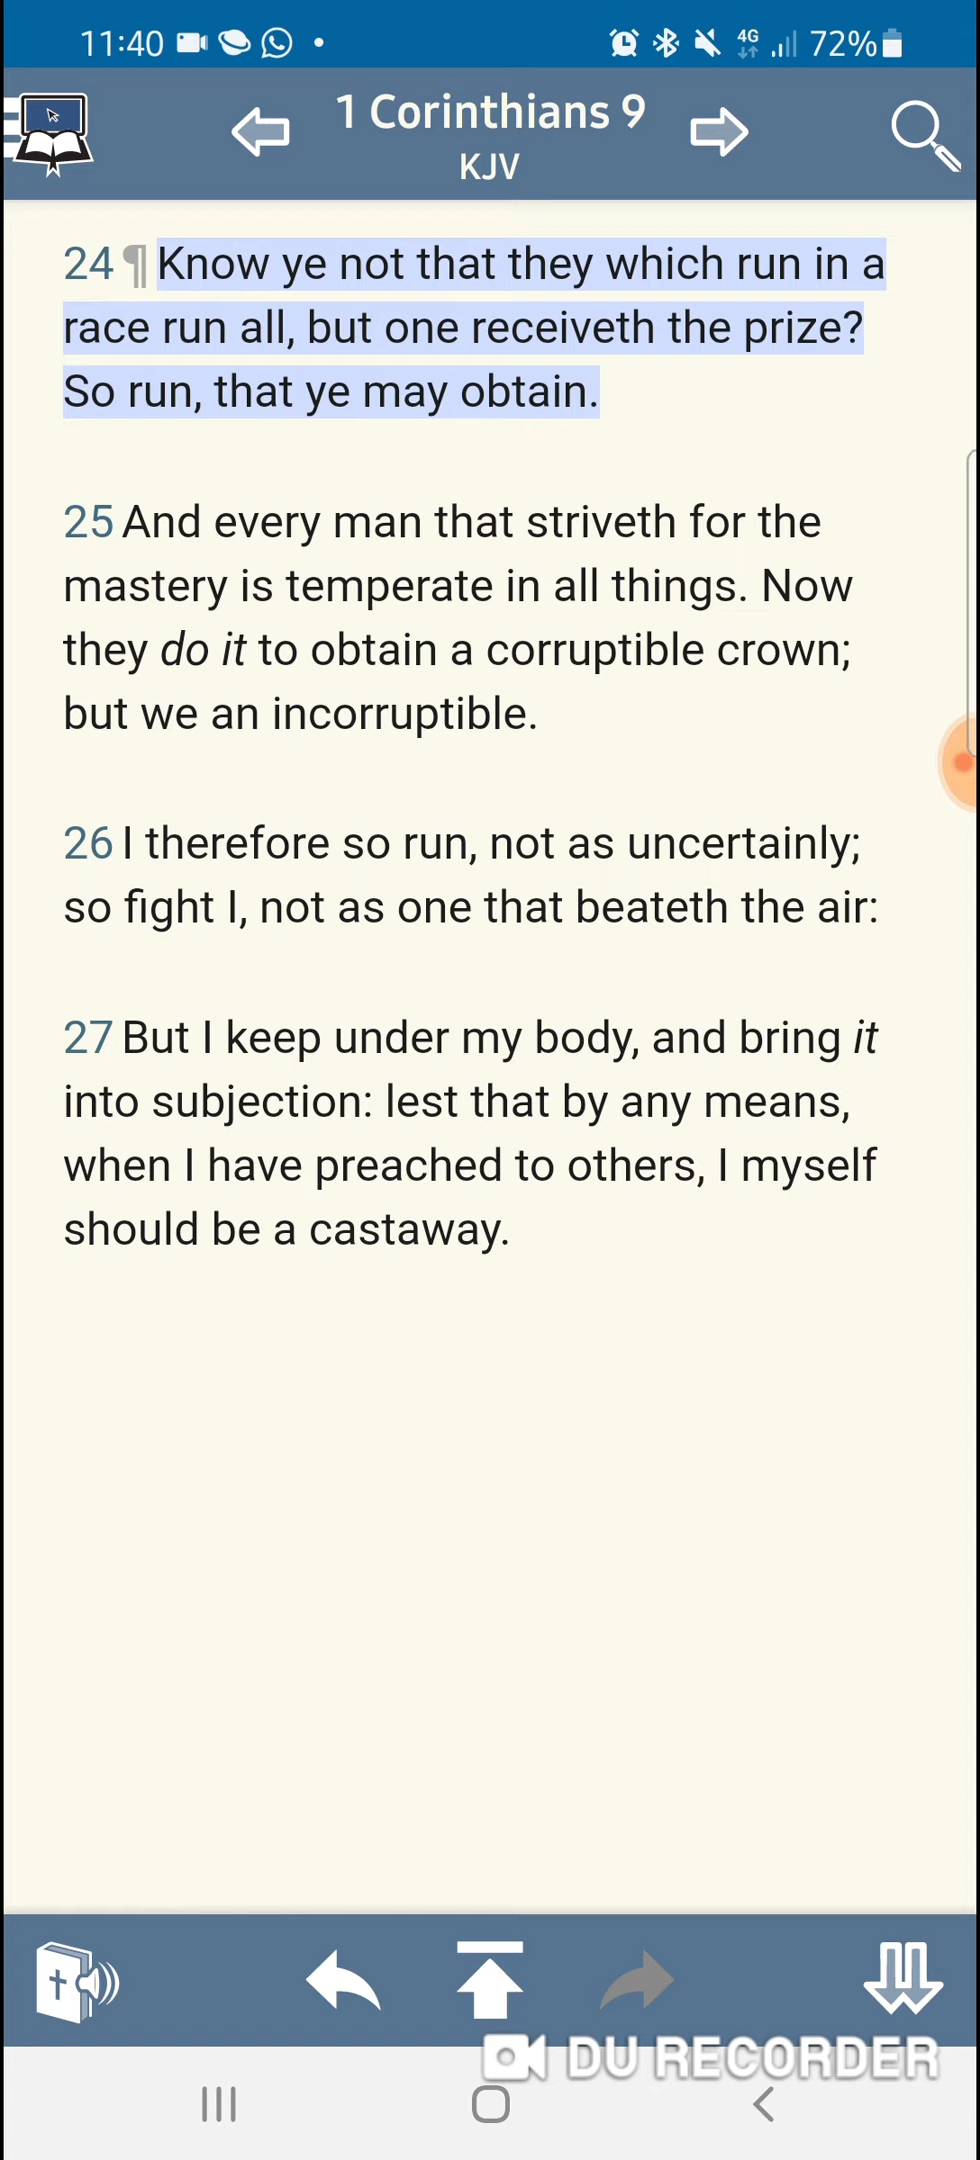 11:40 4G 72%
1 Corinthians 9
KJV
24 ¶ Know ye not that they which run in a
race run all, but one receiveth the prize?
So run, that ye may obtain.
25 And every man that striveth for the
mastery is temperate in all things. Now
they do it to obtain a corruptible crown;
but we an incorruptible.
26 I therefore so run, not as uncertainly;
so fight I, not as one that beateth the air:
27 But I keep under my body, and bring it
into subjection: lest that by any means,
when I have preached to others, I myself
should be a castaway.
DU RECORDER